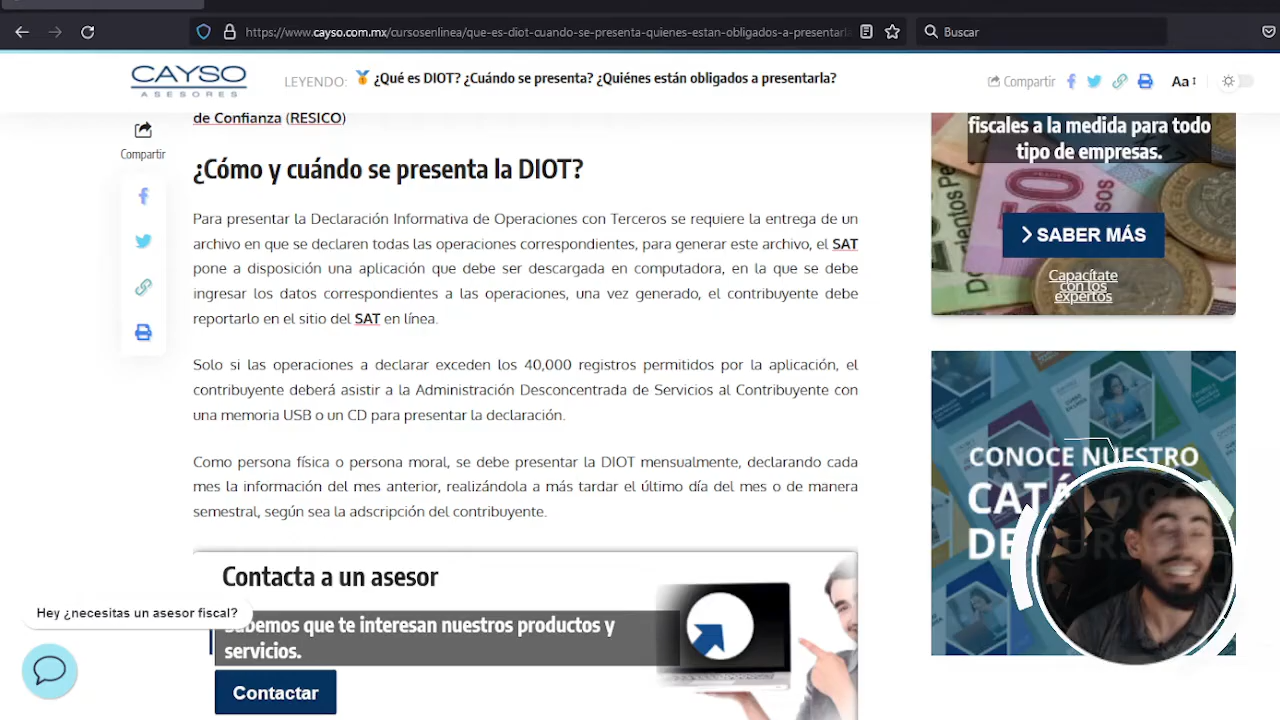 https://www.cayso.com.mx/cursosenlinea/que-es-diot-cuando-se-presenta-quienes-estan-obligados-a-presentarla
Buscar
CAYSO
ASESORES
LEYENDO: ¿Qué es DIOT? ¿Cuándo se presenta? ¿Quiénes están obligados a presentarla?
Compartir
Aa
de Confianza (RESICO)
Compartir
¿Cómo y cuándo se presenta la DIOT?
Para presentar la Declaración Informativa de Operaciones con Terceros se requiere la entrega de un
archivo en que se declaren todas las operaciones correspondientes, para generar este archivo, el SAT
pone a disposición una aplicación que debe ser descargada en computadora, en la que se debe
ingresar los datos correspondientes a las operaciones, una vez generado, el contribuyente debe
reportarlo en el sitio del SAT en línea.
Solo si las operaciones a declarar exceden los 40,000 registros permitidos por la aplicación, el
contribuyente deberá asistir a la Administración Desconcentrada de Servicios al Contribuyente con
una memoria USB o un CD para presentar la declaración.
Como persona física o persona moral, se debe presentar la DIOT mensualmente, declarando cada
mes la información del mes anterior, realizándola a más tardar el último día del mes o de manera
semestral, según sea la adscripción del contribuyente.
Contacta a un asesor
Sabemos que te interesan nuestros productos y
servicios.
Contactar
Hey ¿necesitas un asesor fiscal?
fiscales a la medida para todo
tipo de empresas.
SABER MÁS
Capacítate
con los
expertos
CONOCE NUESTRO
CATÁLOGO
DE CURSOS